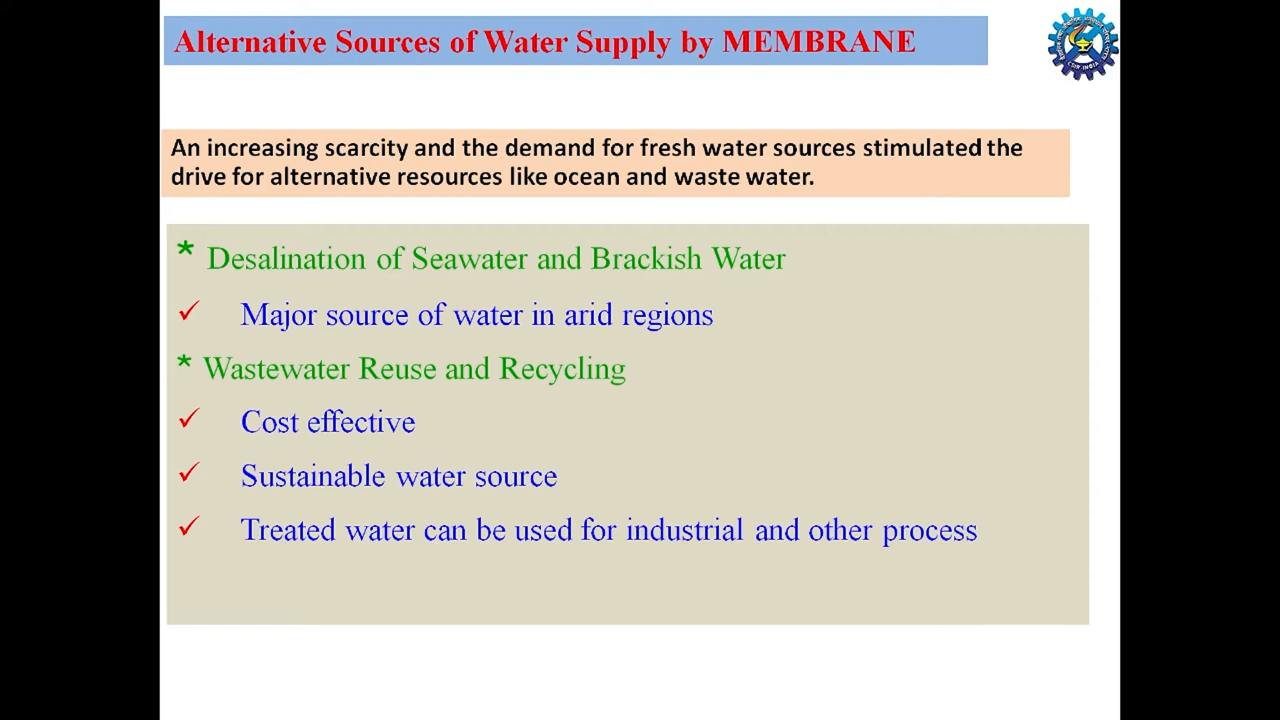 Alternative Sources of Water Supply by MEMBRANE
CSIR-INDIA
An increasing scarcity and the demand for fresh water sources stimulated the
drive for alternative resources like ocean and waste water.
* Desalination of Seawater and Brackish Water
✓ Major source of water in arid regions
* Wastewater Reuse and Recycling
✓ Cost effective
✓ Sustainable water source
✓ Treated water can be used for industrial and other process